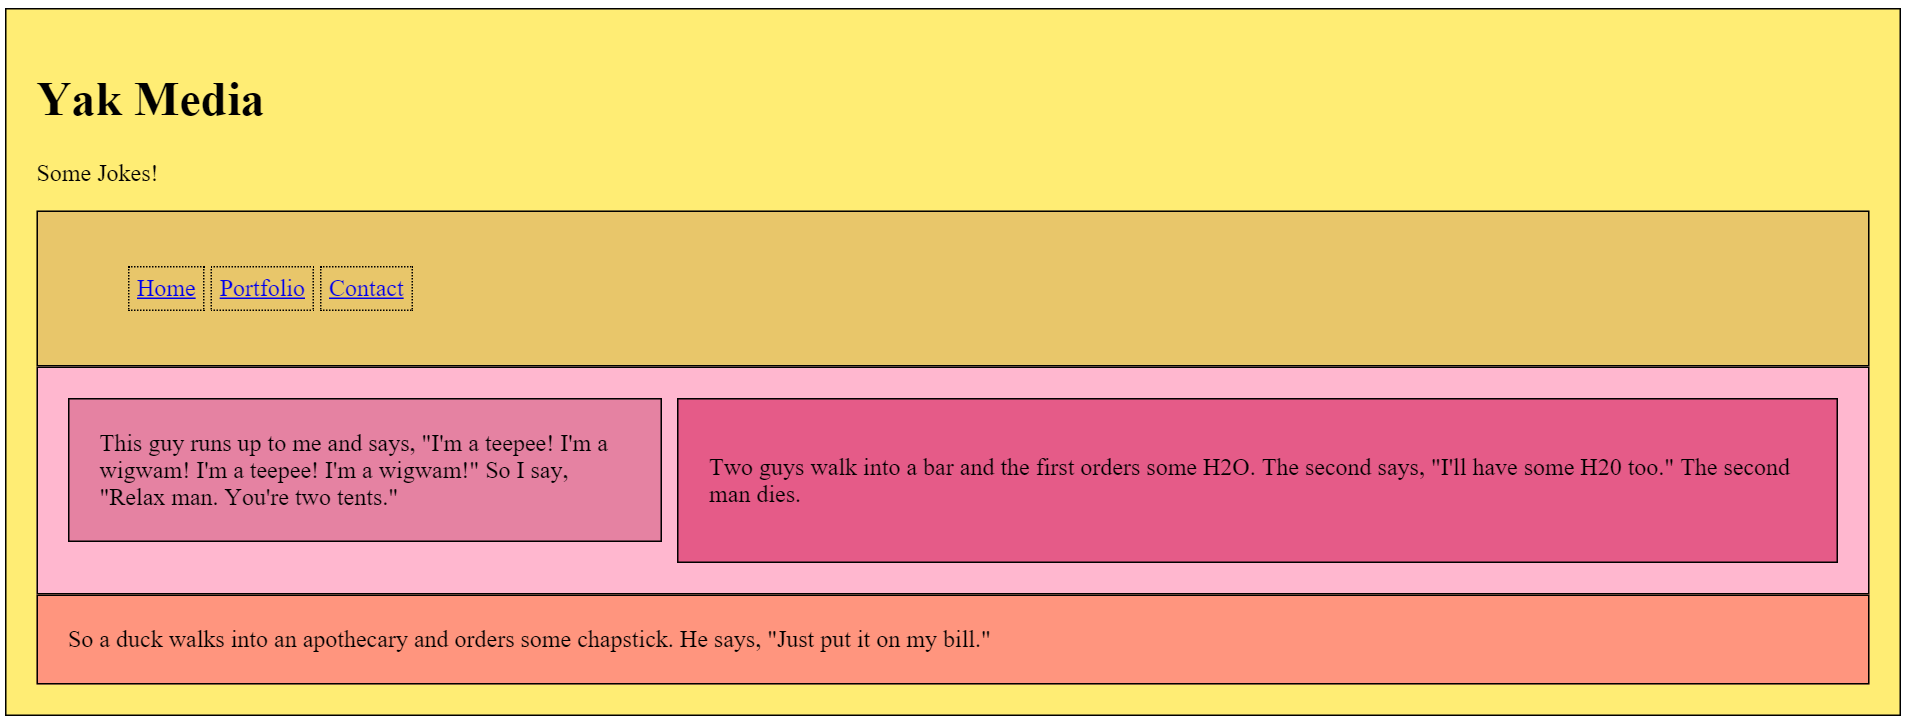 Yak Media
Some Jokes!
Home Portfolio Contact
This guy runs up to me and says, "I'm a teepee! I'm a
wigwam! I'm a teepee! I'm a wigwam!" So I say,
"Relax man. You're two tents."
Two guys walk into a bar and the first orders some H2O. The second says, "I'll have some H20 too." The second
man dies.
So a duck walks into an apothecary and orders some chapstick. He says, "Just put it on my bill."